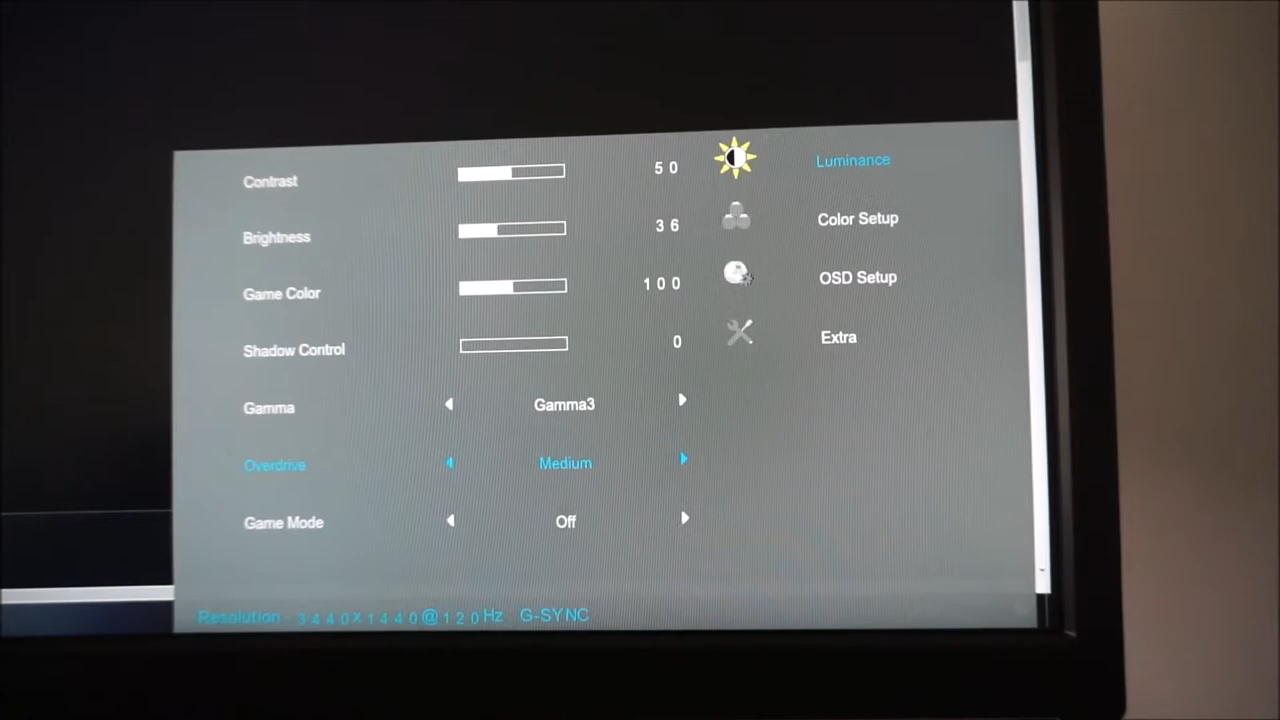 Contrast 50
Brightness 36
Game Color 100
Shadow Control 0
Gamma Gamma3
Overdrive Medium
Game Mode Off
Luminance
Color Setup
OSD Setup
Extra
Resolution - 3440X1440@120Hz G-SYNC